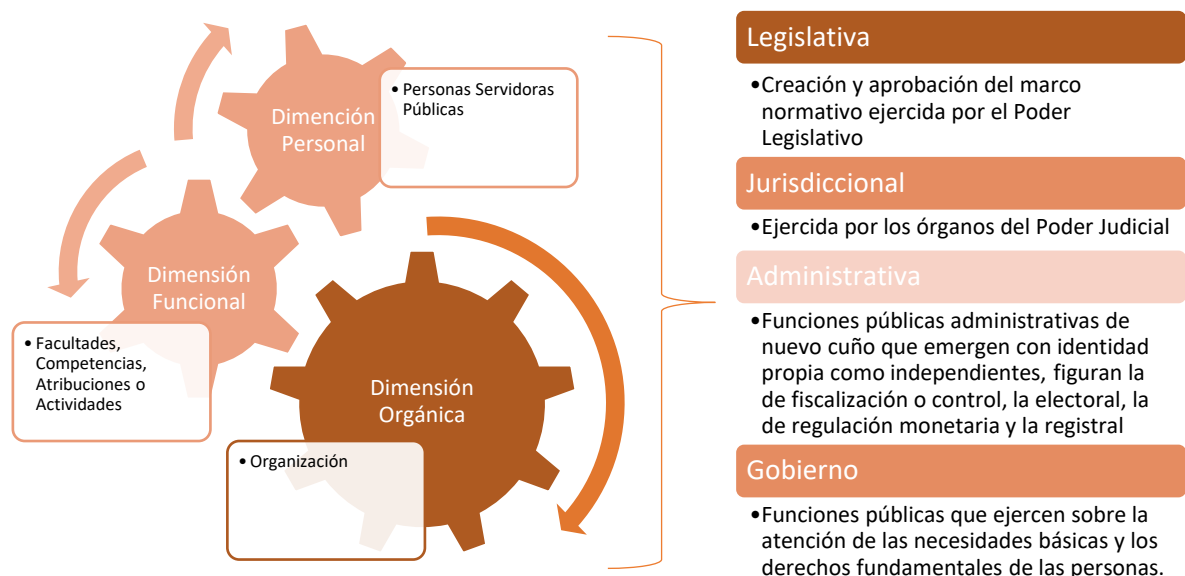 Dimención
Personal
• Personas Servidoras
Públicas
Dimensión
Funcional
• Facultades,
Competencias,
Atribuciones o
Actividades
Dimensión
Orgánica
• Organización
Legislativa
•Creación y aprobación del marco
normativo ejercida por el Poder
Legislativo
Jurisdiccional
•Ejercida por los órganos del Poder Judicial
Administrativa
•Funciones públicas administrativas de
nuevo cuño que emergen con identidad
propia como independientes, figuran la
de fiscalización o control, la electoral, la
de regulación monetaria y la registral
Gobierno
•Funciones públicas que ejercen sobre la
atención de las necesidades básicas y los
derechos fundamentales de las personas.